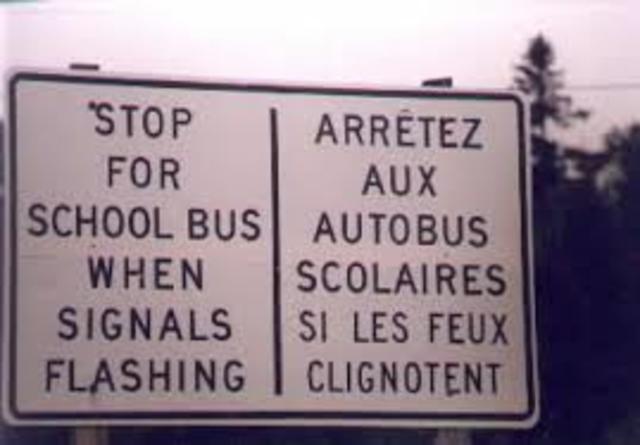 STOP
FOR
SCHOOL BUS
WHEN
SIGNALS
FLASHING
ARRÊTEZ
AUX
AUTOBUS
SCOLAIRES
SI LES FEUX
CLIGNOTENT